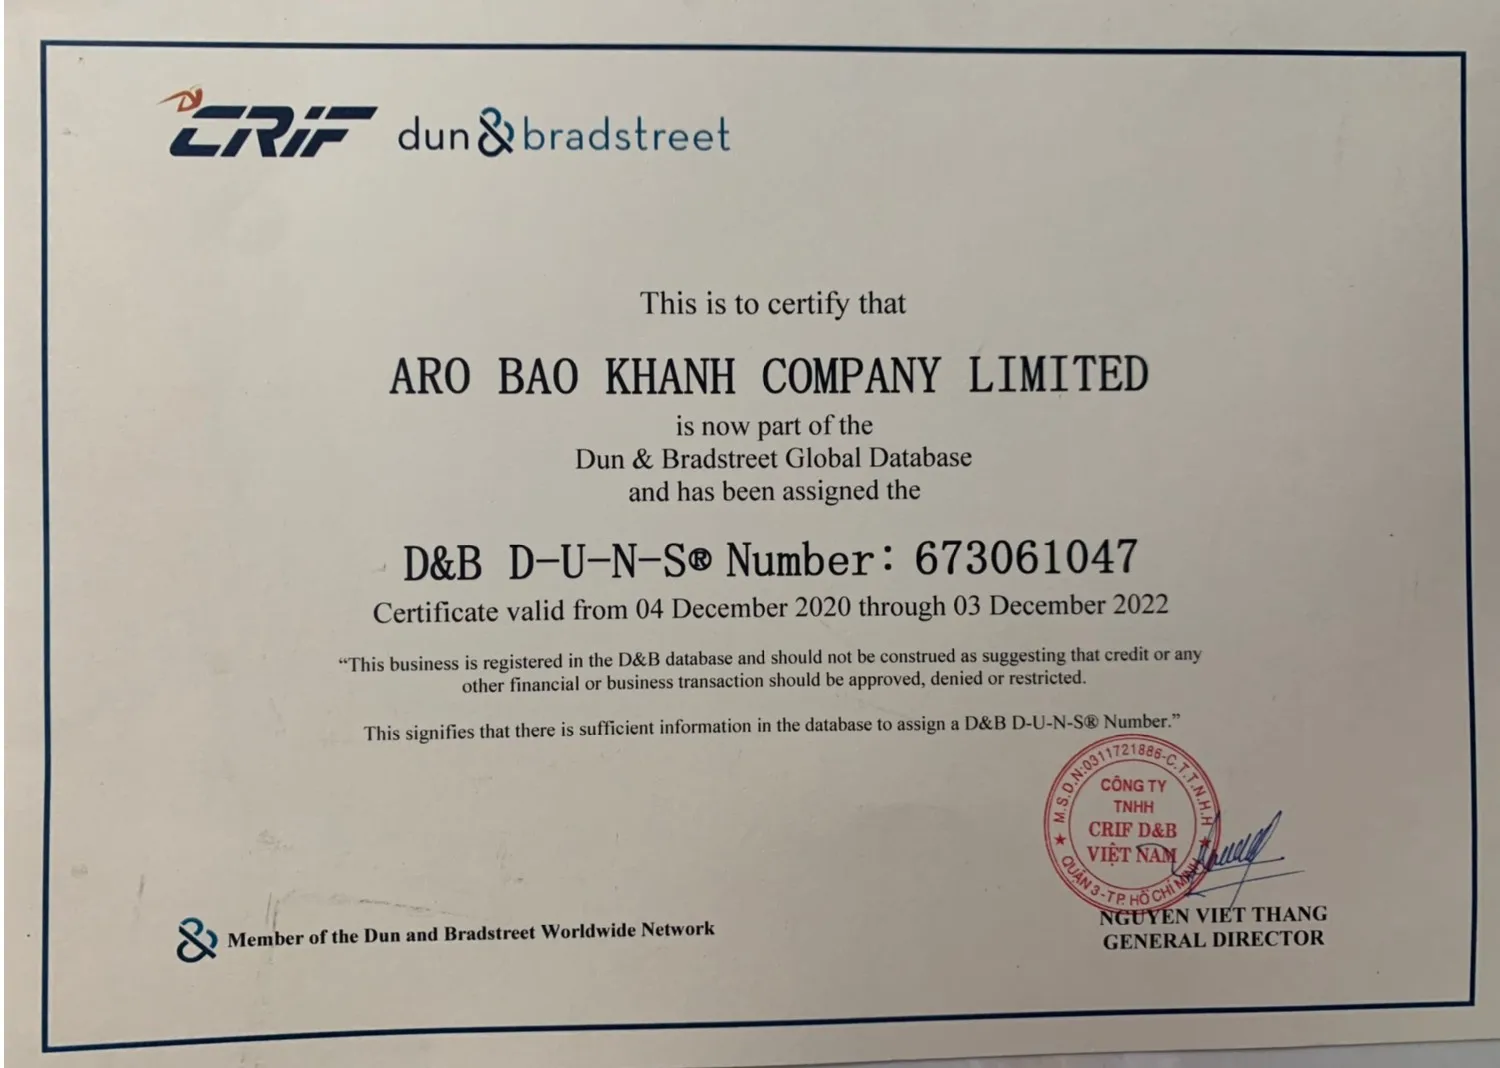 CRIF dun&bradstreet
This is to certify that
ARO BAO KHANH COMPANY LIMITED
is now part of the
Dun & Bradstreet Global Database
and has been assigned the
D&B D-U-N-S® Number: 673061047
Certificate valid from 04 December 2020 through 03 December 2022
“This business is registered in the D&B database and should not be construed as suggesting that credit or any
other financial or business transaction should be approved, denied or restricted.
This signifies that there is sufficient information in the database to assign a D&B D-U-N-S® Number.”
M.S.D.N:0311721886-C.T.T.N.H.H
CÔNG TY
TNHH
CRIF D&B
VIỆT NAM
QUẬN 3-TP. HỒ CHÍ MINH
NGUYEN VIET THANG
GENERAL DIRECTOR
Member of the Dun and Bradstreet Worldwide Network